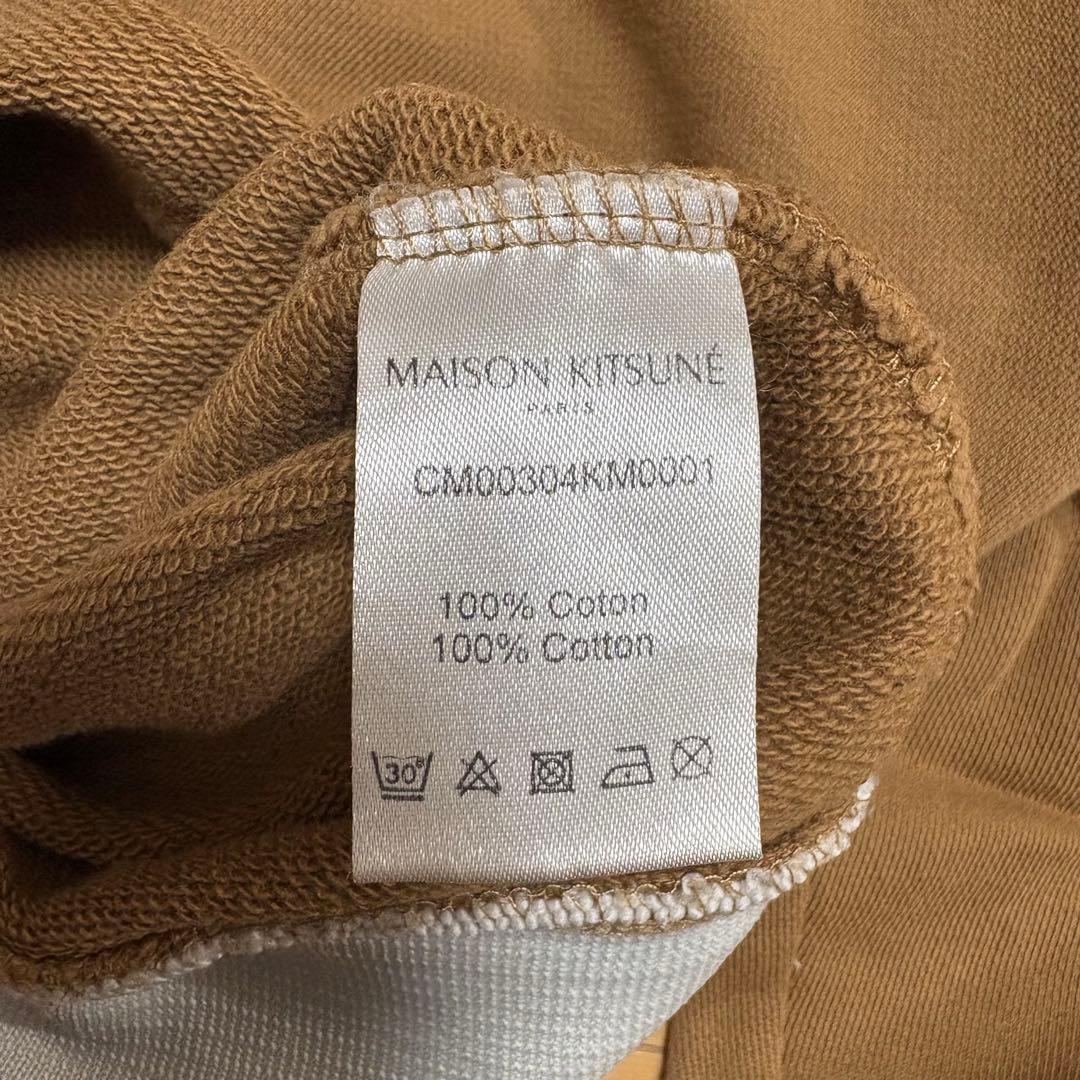 MAISON KITSUNÉ
PARIS
CM00304KM0001
100% Coton
100% Cotton
30°